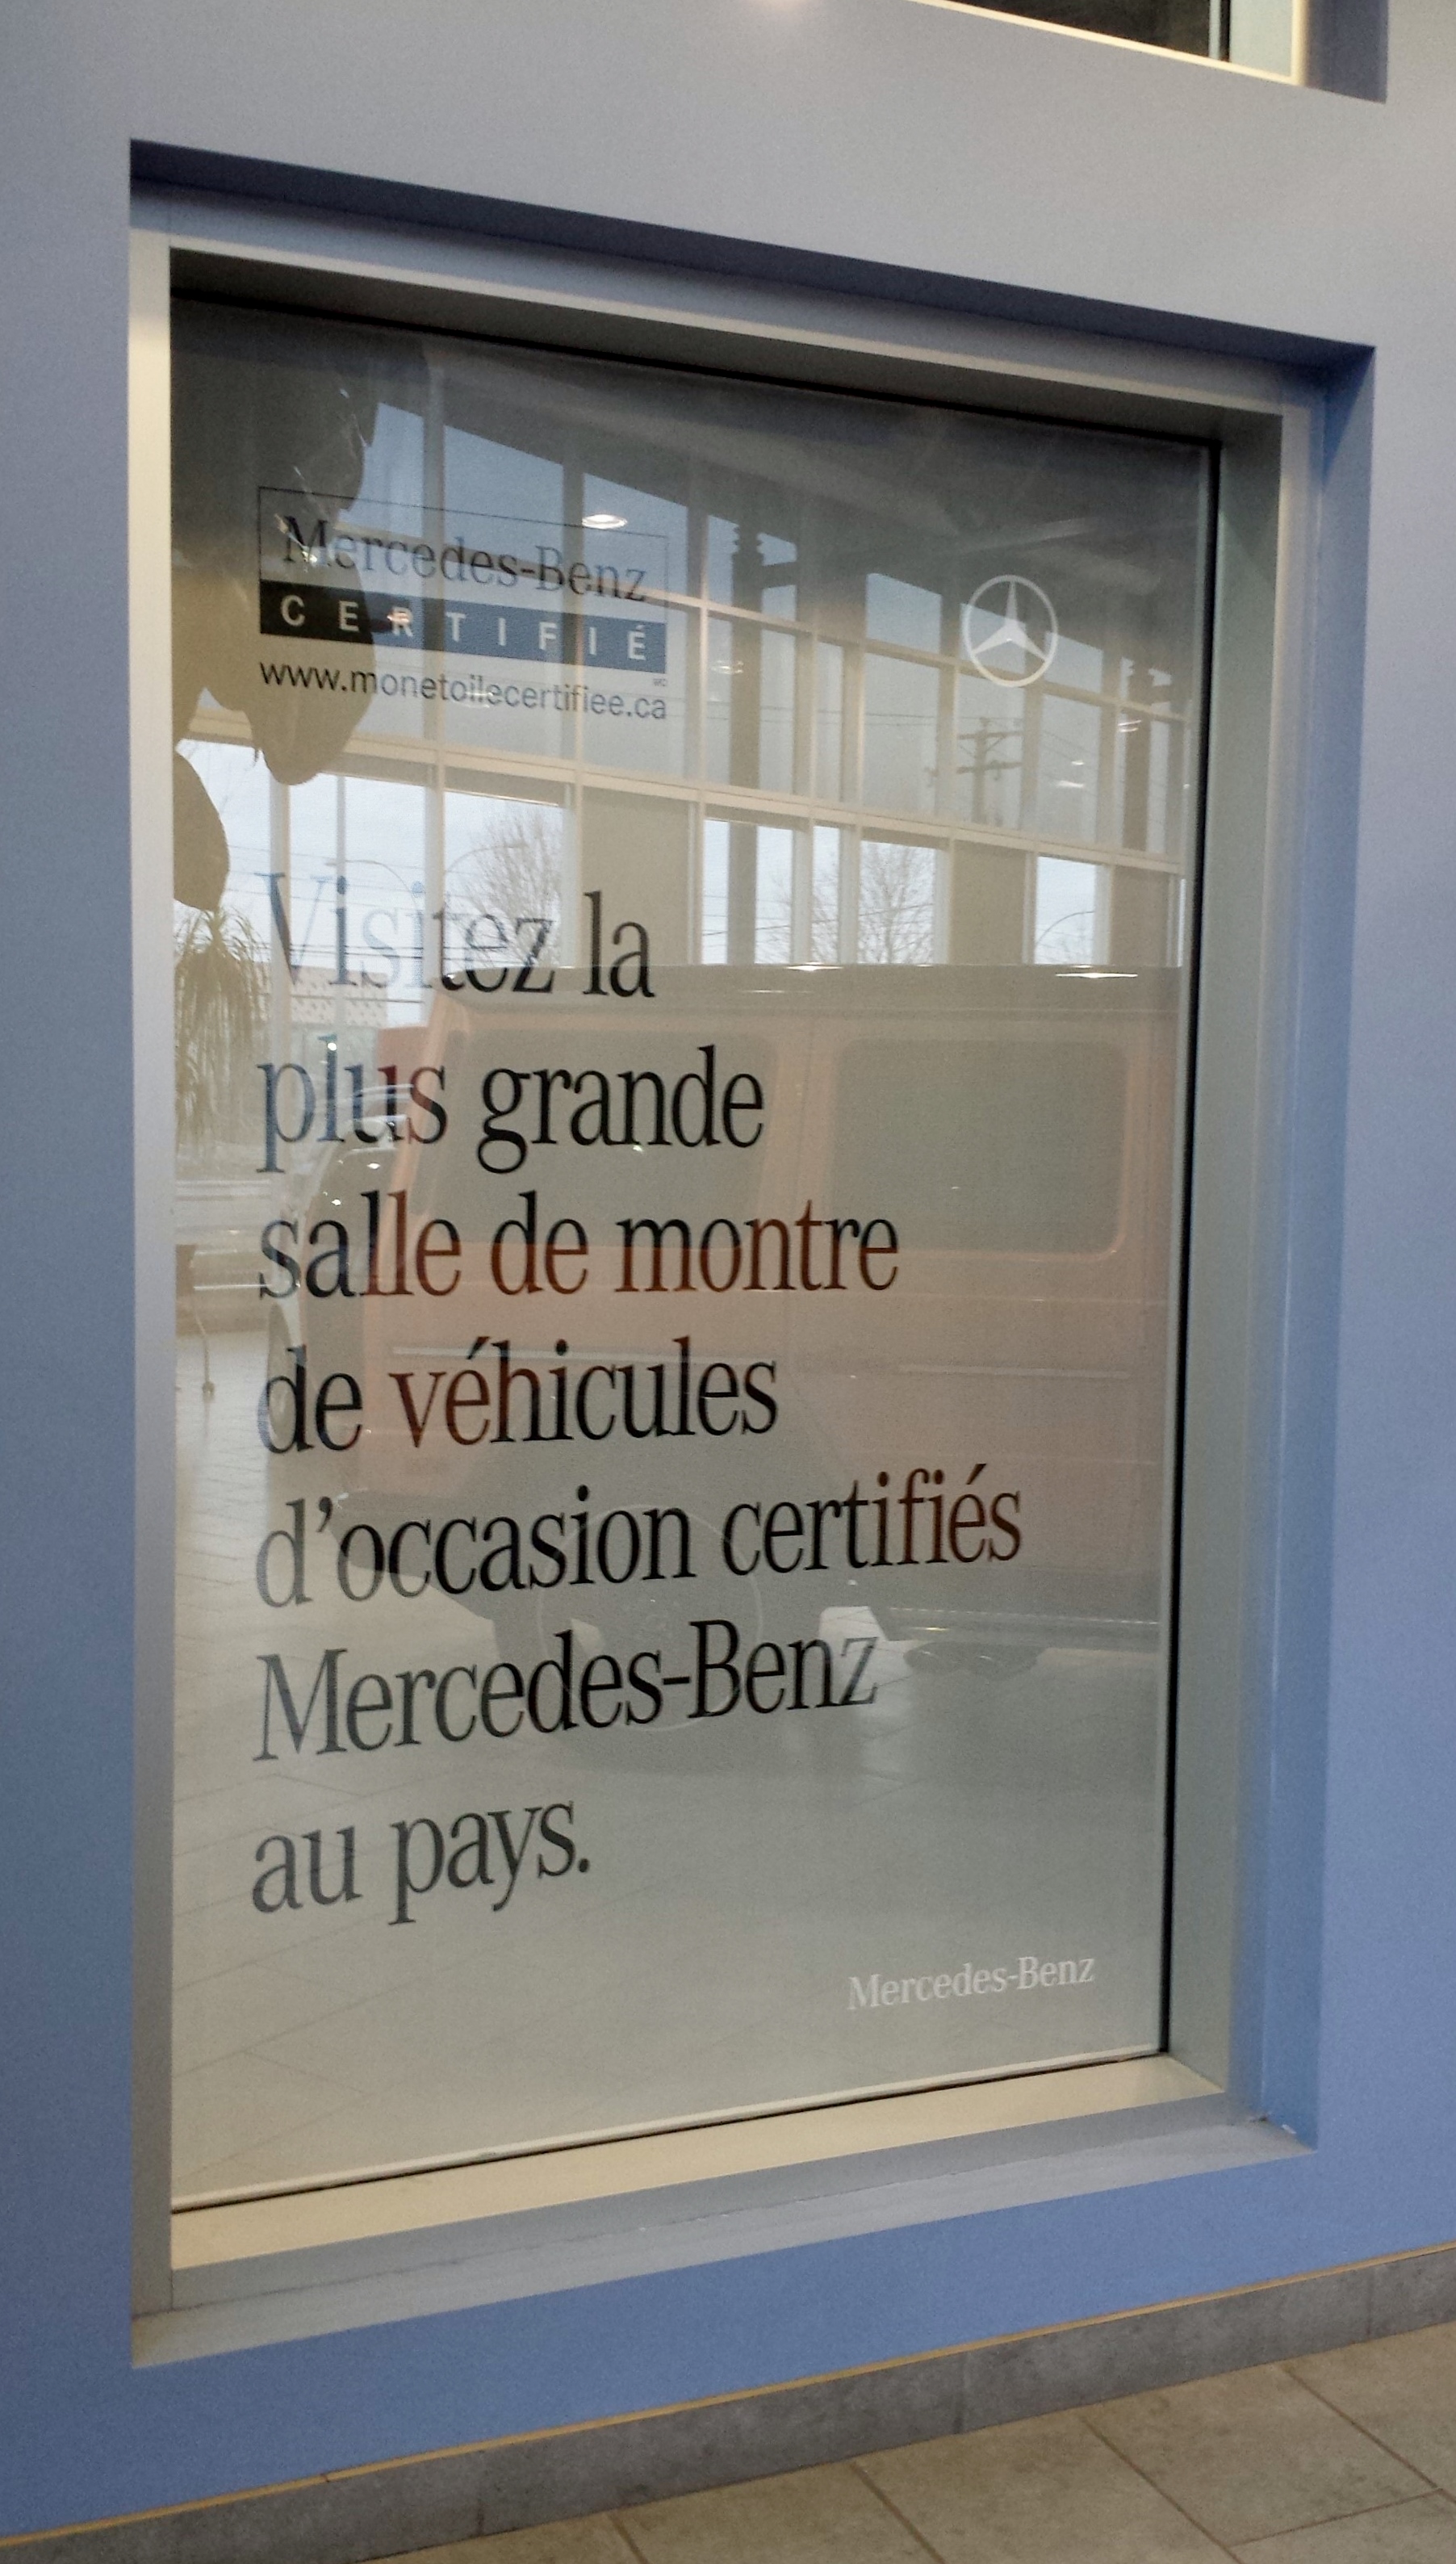 Mercedes-Benz
CERTIFIÉ
www.monetoilecertifiee.ca
Visitez la
plus grande
salle de montre
de véhicules
d'occasion certifiés
Mercedes-Benz
au pays.
Mercedes-Benz